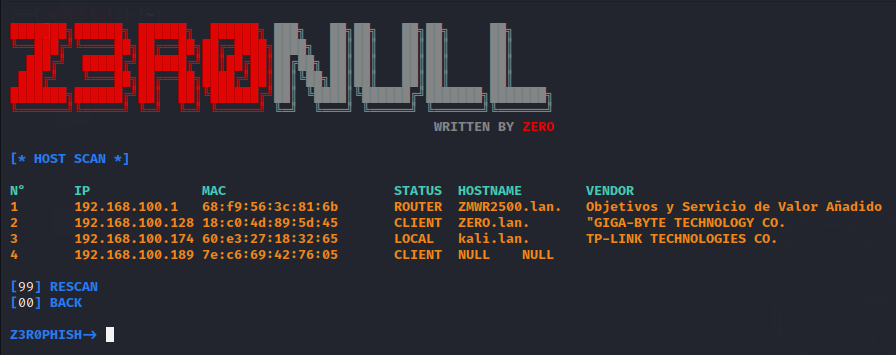 Z3R0NULL
WRITTEN BY ZERO
[* HOST SCAN *]
Nº IP MAC STATUS HOSTNAME VENDOR
1 192.168.100.1 68:f9:56:3c:81:6b ROUTER ZMWR2500.lan. Objetivos y Servicio de Valor Añadido
2 192.168.100.128 18:c0:4d:89:5d:45 CLIENT ZERO.lan. "GIGA-BYTE TECHNOLOGY CO.
3 192.168.100.174 60:e3:27:18:32:65 LOCAL kali.lan. TP-LINK TECHNOLOGIES CO.
4 192.168.100.189 7e:c6:69:42:76:05 CLIENT NULL NULL
[99] RESCAN
[00] BACK
Z3R0PHISH->